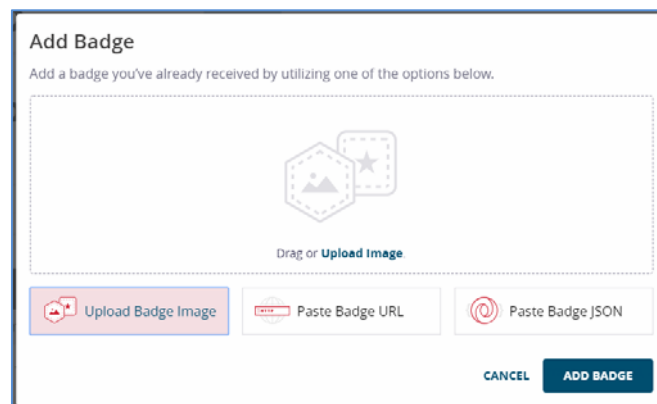 Add Badge
Add a badge you've already received by utilizing one of the options below.
Drag or Upload Image
Upload Badge Image
Paste Badge URL
Paste Badge JSON
CANCEL
ADD BADGE